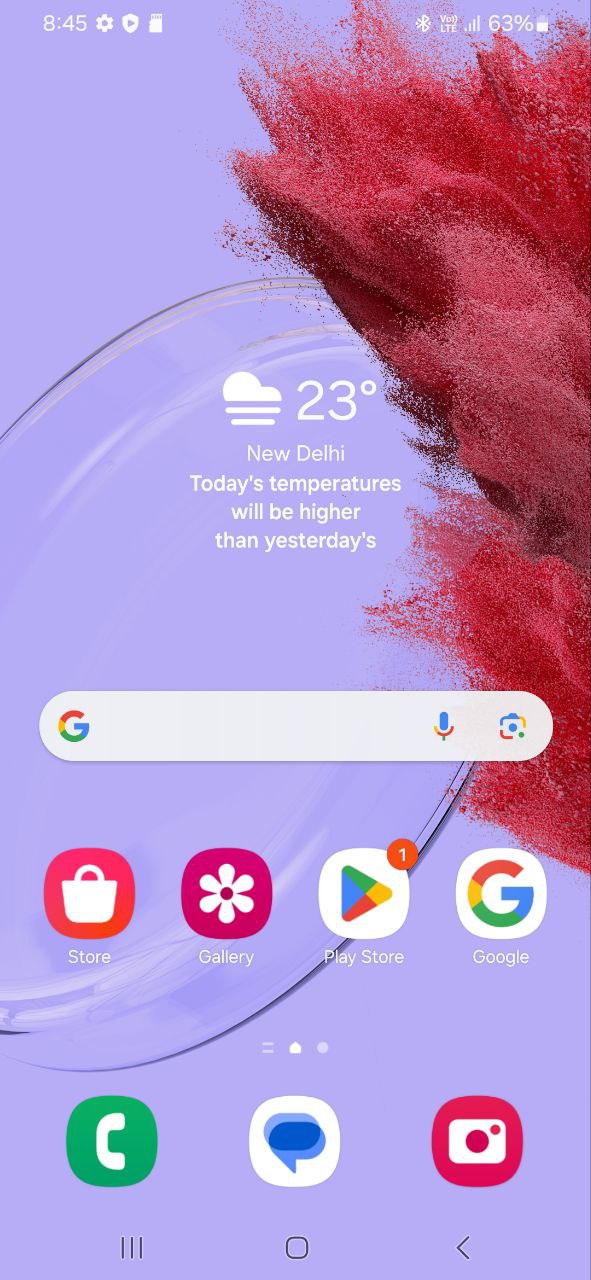 8:45
Vo)) LTE
63%
23°
New Delhi
Today's temperatures
will be higher
than yesterday's
1
Store
Gallery
Play Store
Google